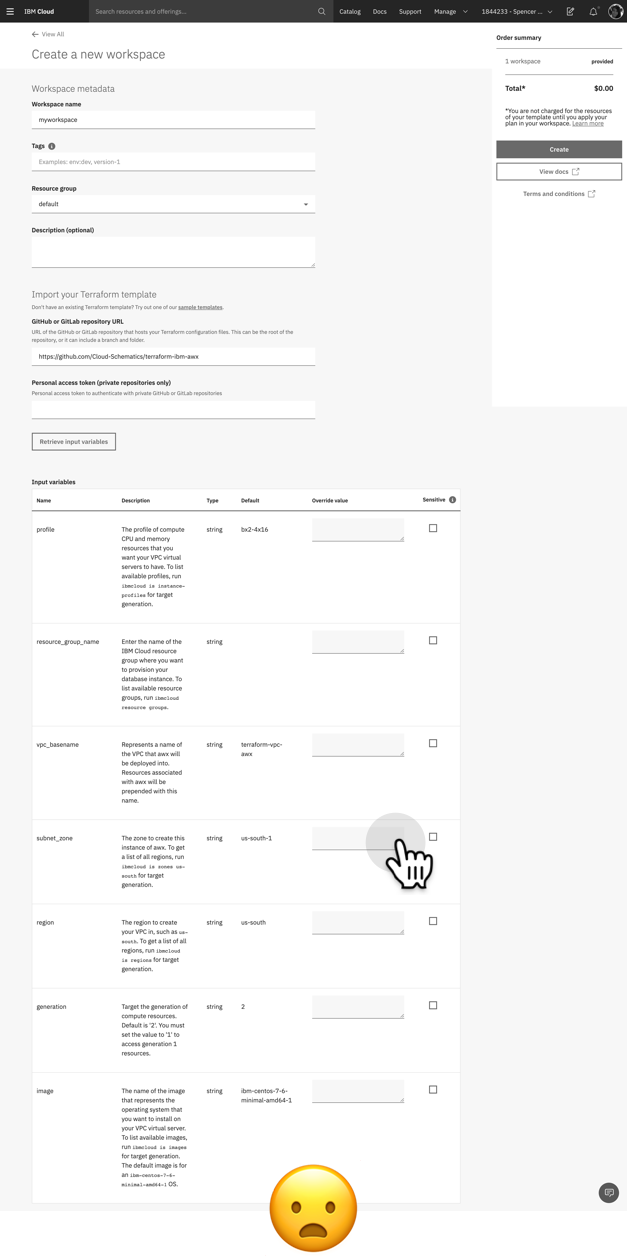 IBM Cloud
Search resources and offerings...
Catalog
Docs
Support
Manage
1844233 - Spencer ...
View All
Create a new workspace
Order summary
1 workspace
provided
Total*
$0.00
*You are not charged for the resources
of your template until you apply your
plan in your workspace. Learn more
Create
View docs
Terms and conditions
Workspace metadata
Workspace name
myworkspace
Tags
Examples: env:dev, version-1
Resource group
default
Description (optional)
Import your Terraform template
Don't have an existing Terraform template? Try out one of our sample templates.
GitHub or GitLab repository URL
URL of the GitHub or GitLab repository that hosts your Terraform configuration files. This can be the root of the
repository, or it can include a branch and folder.
https://github.com/Cloud-Schematics/terraform-ibm-awx
Personal access token (private repositories only)
Personal access token to authenticate with private GitHub or GitLab repositories
Retrieve input variables
Input variables
Name
Description
Type
Default
Override value
Sensitive
profile
The profile of compute
CPU and memory
resources that you
want your VPC virtual
servers to have. To list
available profiles, run
ibmcloud is instance-
profiles for target
generation.
string
bx2-4x16
resource_group_name
Enter the name of the
IBM Cloud resource
group where you want
to provision your
database instance. To
list available resource
groups, run ibmcloud
resource groups.
string
vpc_basename
Represents a name of
the VPC that awx will
be deployed into.
Resources associated
with awx will be
prepended with this
name.
string
terraform-vpc-
awx
subnet_zone
The zone to create this
instance of awx. To get
a list of all regions, run
ibmcloud is zones us-
south for target
generation.
string
us-south-1
region
The region to create
your VPC in, such as us-
south. To get a list of all
regions, run ibmcloud
is regions for target
generation.
string
us-south
generation
Target the generation of
compute resources.
Default is '2'. You must
set the value to '1' to
access generation 1
resources.
string
2
image
The name of the image
that represents the
operating system that
you want to install on
your VPC virtual server.
To list available images,
run ibmcloud is images
for target generation.
The default image is for
an ibm-centos-7-6-
minimal-amd64-1 OS.
string
ibm-centos-7-6-
minimal-amd64-1